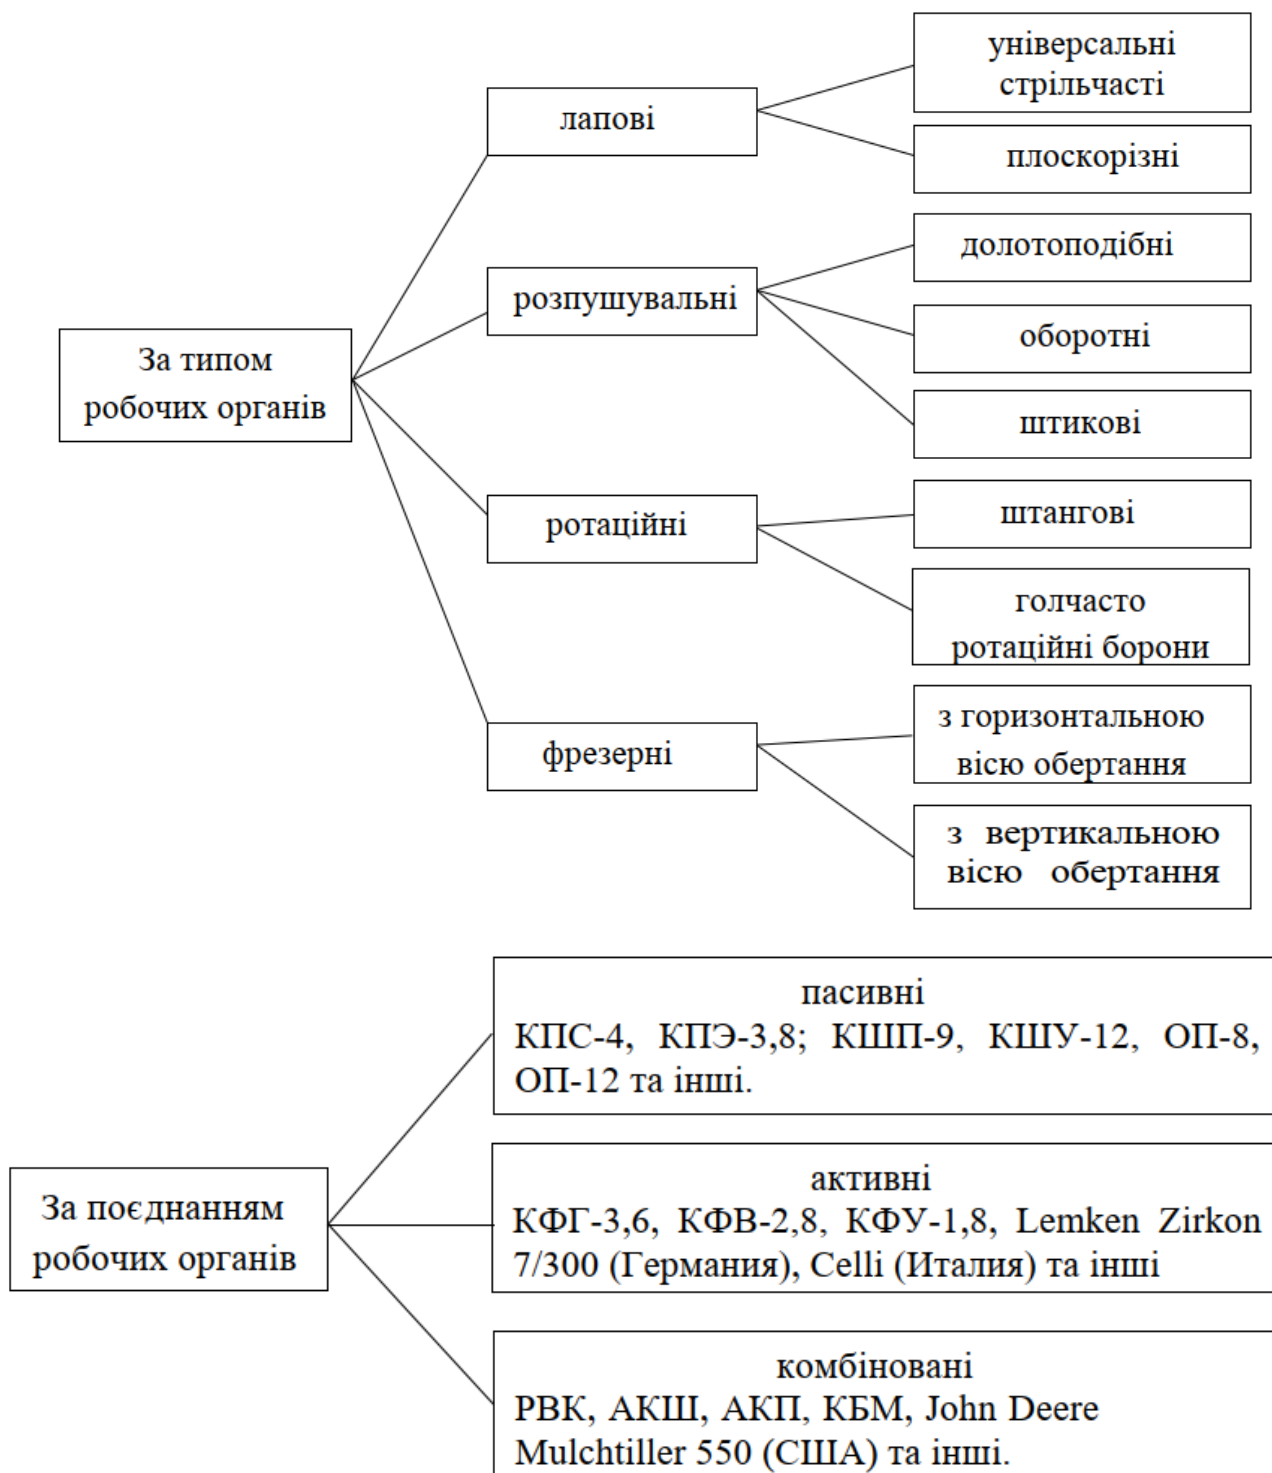 За типом
робочих органів
лапові
універсальні
стрільчасті
плоскорізні
розпушувальні
долотоподібні
оборотні
штикові
ротаційні
штангові
голчасто
ротаційні борони
фрезерні
з горизонтальною
вісю обертання
з вертикальною
вісю обертання
За поєднанням
робочих органів
пасивні
КПС-4, КПЭ-3,8; КШП-9, КШУ-12, ОП-8,
ОП-12 та інші.
активні
КФГ-3,6, КФВ-2,8, КФУ-1,8, Lemken Zirkon
7/300 (Германия), Celli (Италия) та інші
комбіновані
РВК, АКШ, АКП, КБМ, John Deere
Mulchtiller 550 (США) та інші.